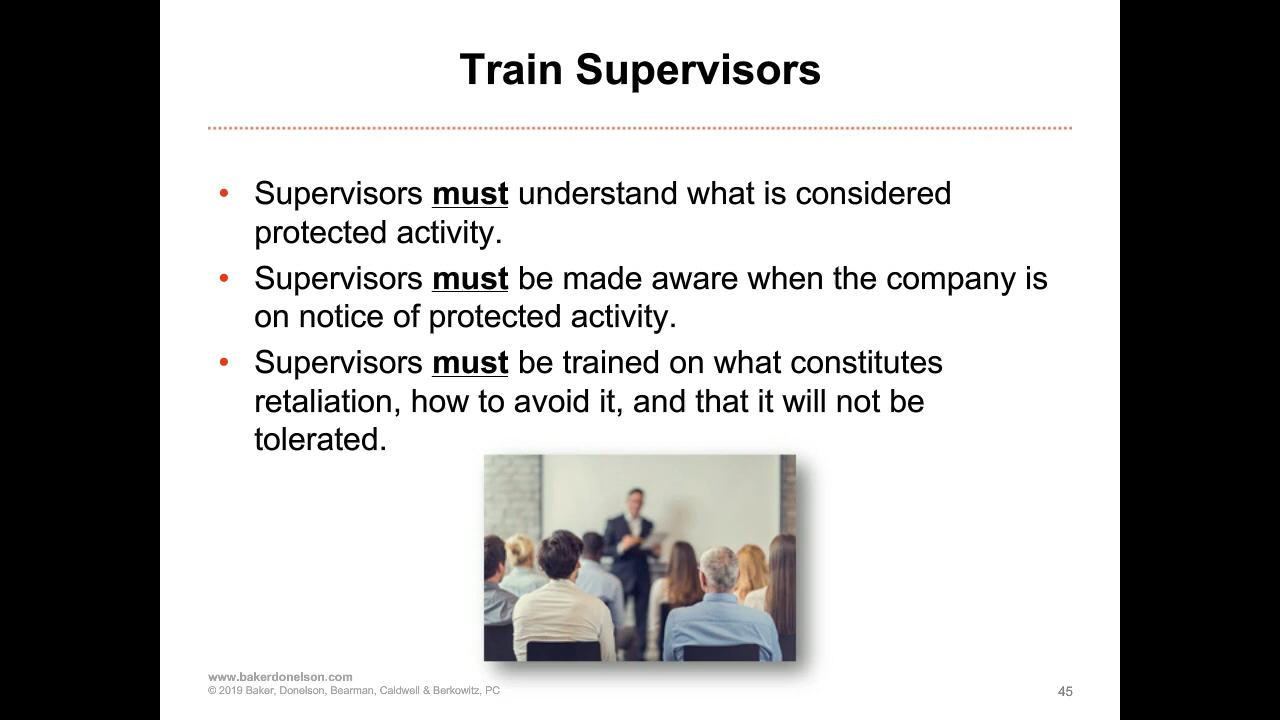 Train Supervisors
• Supervisors must understand what is considered
protected activity.
• Supervisors must be made aware when the company is
on notice of protected activity.
• Supervisors must be trained on what constitutes
retaliation, how to avoid it, and that it will not be
tolerated.
www.bakerdonelson.com
© 2019 Baker, Donelson, Bearman, Caldwell & Berkowitz, PC
45